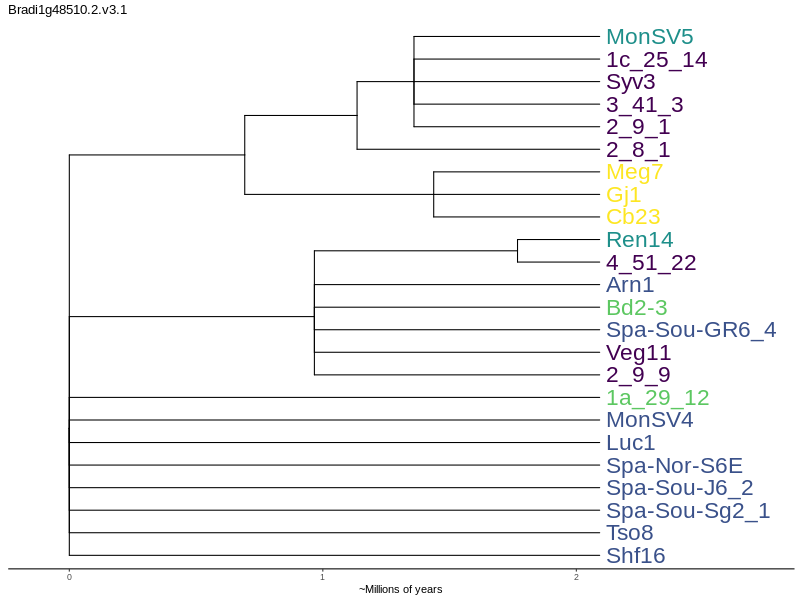 Bradi1g48510.2.v3.1
MonSV5
1c_25_14
Syv3
3_41_3
2_9_1
2_8_1
Meg7
Gj1
Cb23
Ren14
4_51_22
Arn1
Bd2-3
Spa-Sou-GR6_4
Veg11
2_9_9
1a_29_12
MonSV4
Luc1
Spa-Nor-S6E
Spa-Sou-J6_2
Spa-Sou-Sg2_1
Tso8
Shf16
0 1 2
~Millions of years